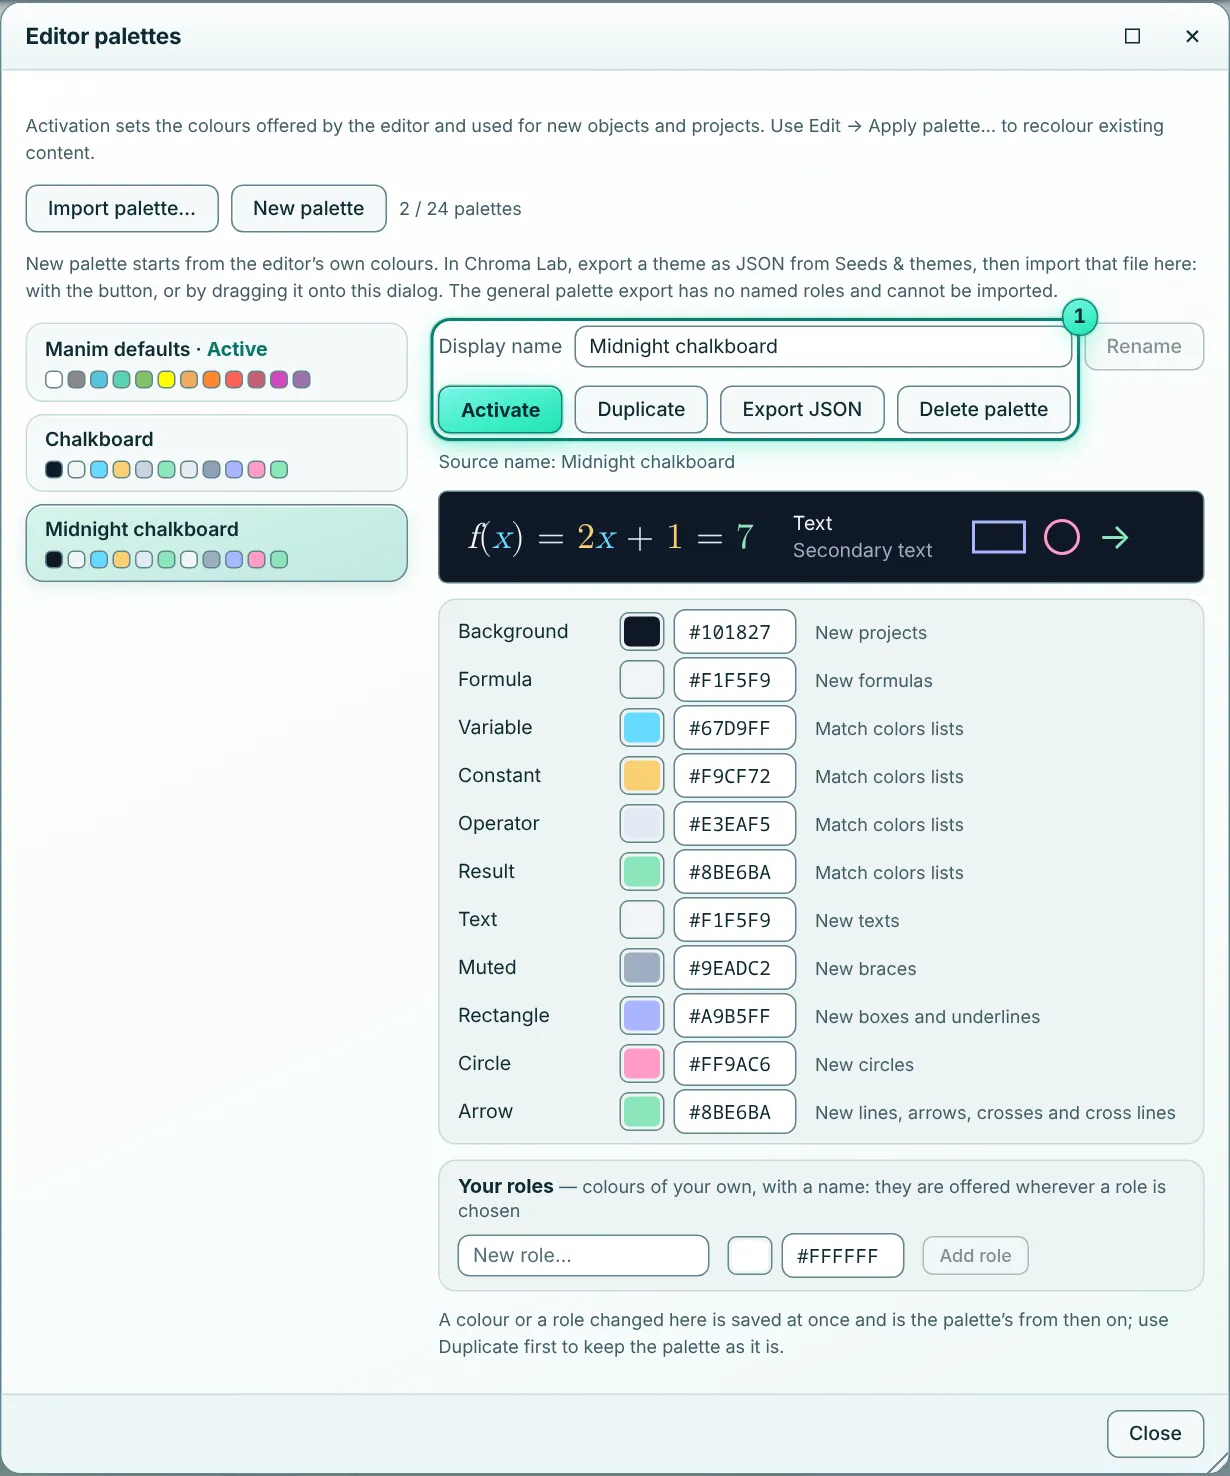 Editor palettes
Activation sets the colours offered by the editor and used for new objects and projects. Use Edit → Apply palette... to recolour existing
content.
Import palette...
New palette
2 / 24 palettes
New palette starts from the editor's own colours. In Chroma Lab, export a theme as JSON from Seeds & themes, then import that file here:
with the button, or by dragging it onto this dialog. The general palette export has no named roles and cannot be imported.
Manim defaults · Active
Chalkboard
Midnight chalkboard
1
Display name
Midnight chalkboard
Rename
Activate
Duplicate
Export JSON
Delete palette
Source name: Midnight chalkboard
f(x) = 2x + 1 = 7
Text
Secondary text
Background #101827 New projects
Formula #F1F5F9 New formulas
Variable #67D9FF Match colors lists
Constant #F9CF72 Match colors lists
Operator #E3EAF5 Match colors lists
Result #8BE6BA Match colors lists
Text #F1F5F9 New texts
Muted #9EADC2 New braces
Rectangle #A9B5FF New boxes and underlines
Circle #FF9AC6 New circles
Arrow #8BE6BA New lines, arrows, crosses and cross lines
Your roles — colours of your own, with a name: they are offered wherever a role is
chosen
New role...
#FFFFFF
Add role
A colour or a role changed here is saved at once and is the palette's from then on; use
Duplicate first to keep the palette as it is.
Close